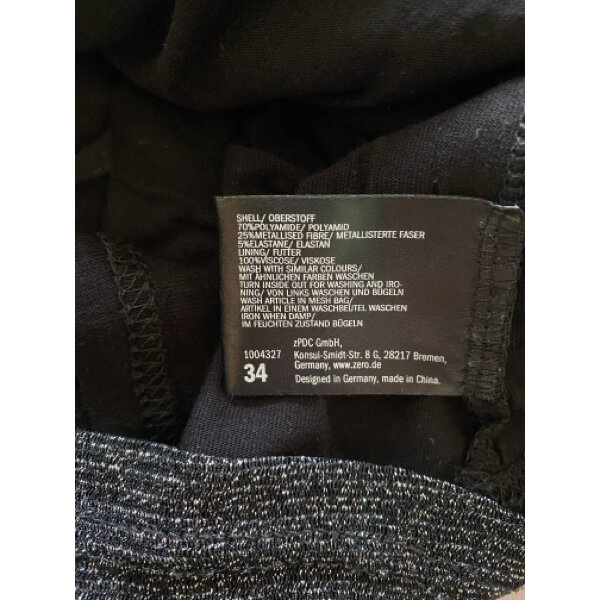 SHELL/ OBERSTOFF
70%POLYAMIDE/ POLYAMID
25%METALLISED FIBRE/ METALLISTERTE FASER
5%ELASTANE/ ELASTAN
LINING/ FUTTER
100%VISCOSE/ VISKOSE
WASH WITH SIMILAR COLOURS/
MIT ÄHNLICHEN FARBEN WASCHEN
TURN INSIDE OUT FOR WASHING AND IRO-
NING/ VON LINKS WASCHEN UND BÜGELN
WASH ARTICLE IN MESH BAG/
ARTIKEL IN EINEM WASCHBEUTEL WASCHEN
IRON WHEN DAMP/
IM FEUCHTEN ZUSTAND BÜGELN
zPDC GmbH,
1004327 Konsul-Smidt-Str. 8 G, 28217 Bremen,
34 Germany, www.zero.de
Designed in Germany, made in China.